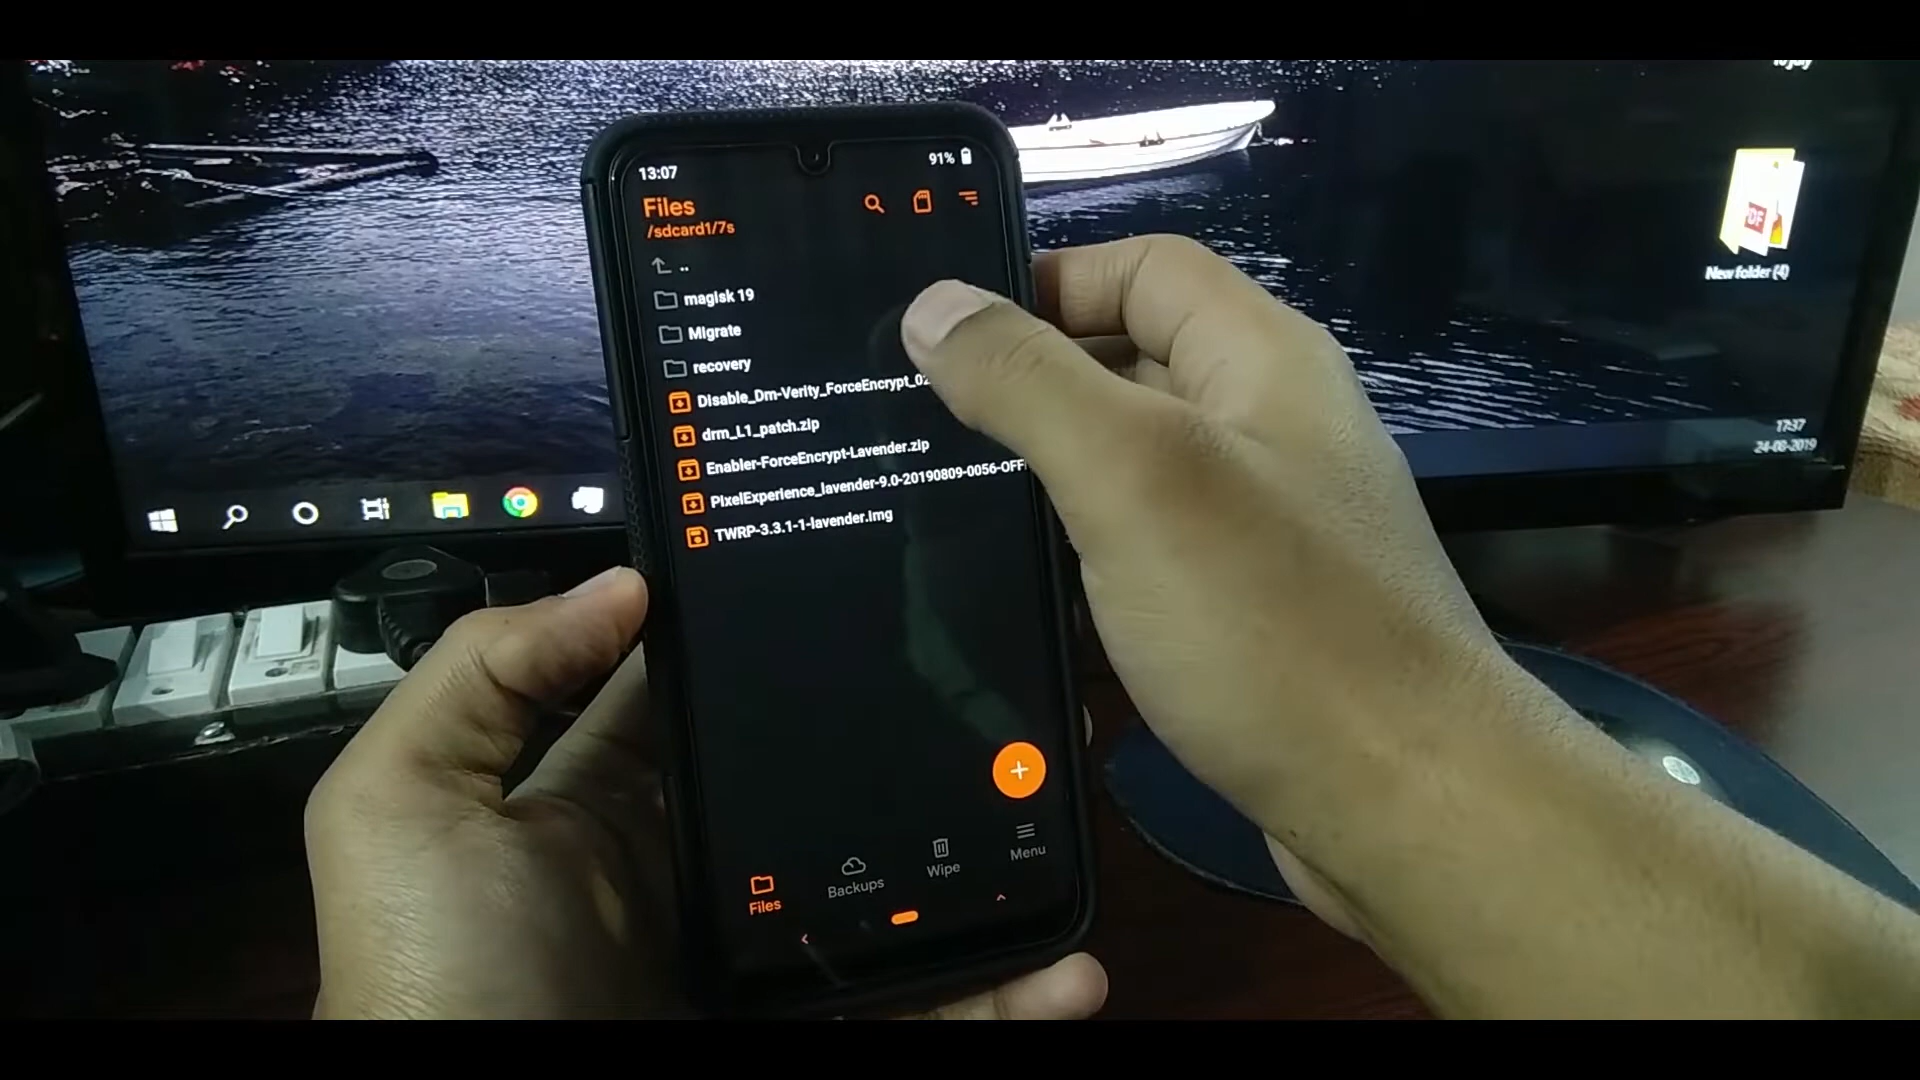 13:07
91%
Files
/sdcard1/7s
..
magisk 19
Migrate
recovery
Disable_Dm-Verity_ForceEncrypt_02
drm_L1_patch.zip
Enabler-ForceEncrypt-Lavender.zip
PixelExperience_lavender-9.0-20190809-0056-OFF
TWRP-3.3.1-1-lavender.img
Files
Backups
Wipe
Menu
New folder (4)
17:37
24-08-2019